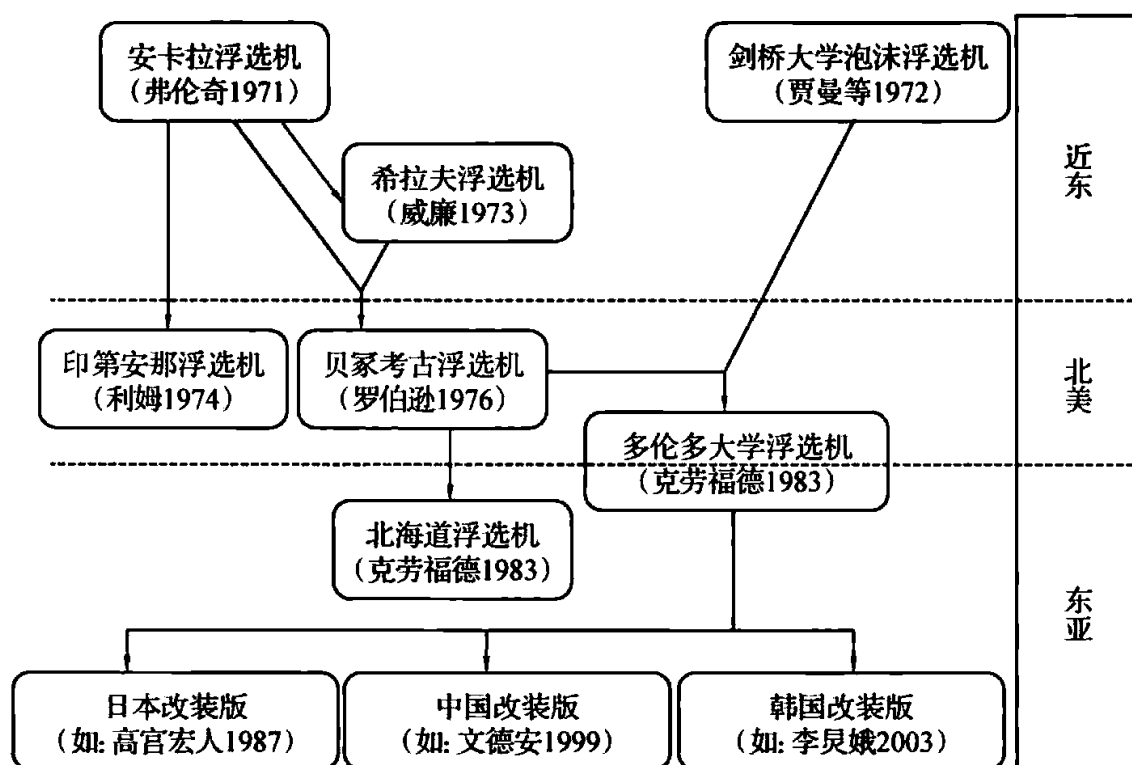 安卡拉浮选机
（弗伦奇1971）
剑桥大学泡沫浮选机
（贾曼等1972）
希拉夫浮选机
（威廉1973）
近东
印第安那浮选机
（利姆1974）
贝冢考古浮选机
（罗伯逊1976）
北美
多伦多大学浮选机
（克劳福德1983）
北海道浮选机
（克劳福德1983）
东亚
日本改装版
（如: 高宫宏人1987）
中国改装版
（如: 文德安1999）
韩国改装版
（如: 李炅娥2003）